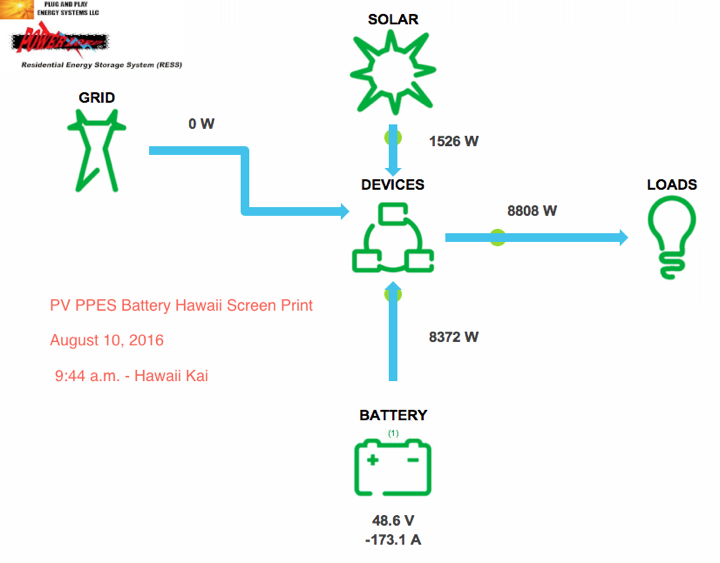 PLUG AND PLAY
ENERGY SYSTEMS LLC
Residential Energy Storage System (RESS)
SOLAR
GRID
0 W
1526 W
DEVICES
LOADS
8808 W
PV PPES Battery Hawaii Screen Print
August 10, 2016
8372 W
9:44 a.m. - Hawaii Kai
BATTERY
(1)
48.6 V
-173.1 A